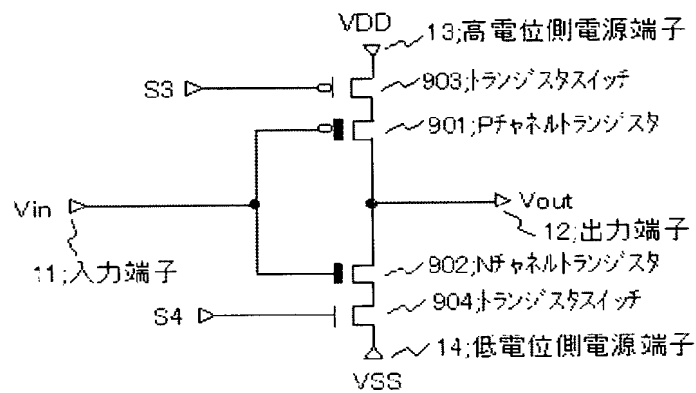 VDD
13;高電位側電源端子
S3
903;トランジスタスイッチ
901;Pチャネルトランジスタ
Vin
Vout
12;出力端子
11;入力端子
902;Nチャネルトランジスタ
904;トランジスタスイッチ
S4
14;低電位側電源端子
VSS